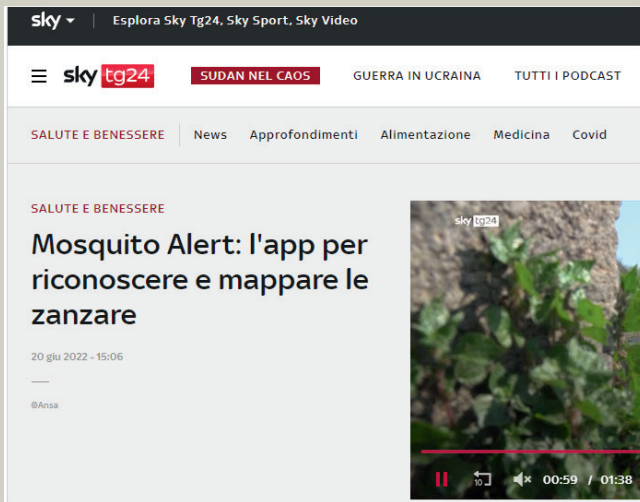 sky Esplora Sky Tg24, Sky Sport, Sky Video
sky tg24 SUDAN NEL CAOS GUERRA IN UCRAINA TUTTI I PODCAST
SALUTE E BENESSERE News Approfondimenti Alimentazione Medicina Covid
SALUTE E BENESSERE
Mosquito Alert: l'app per
riconoscere e mappare le
zanzare
20 giu 2022 - 15:06
©Ansa
sky tg24
10 00:59 / 01:38